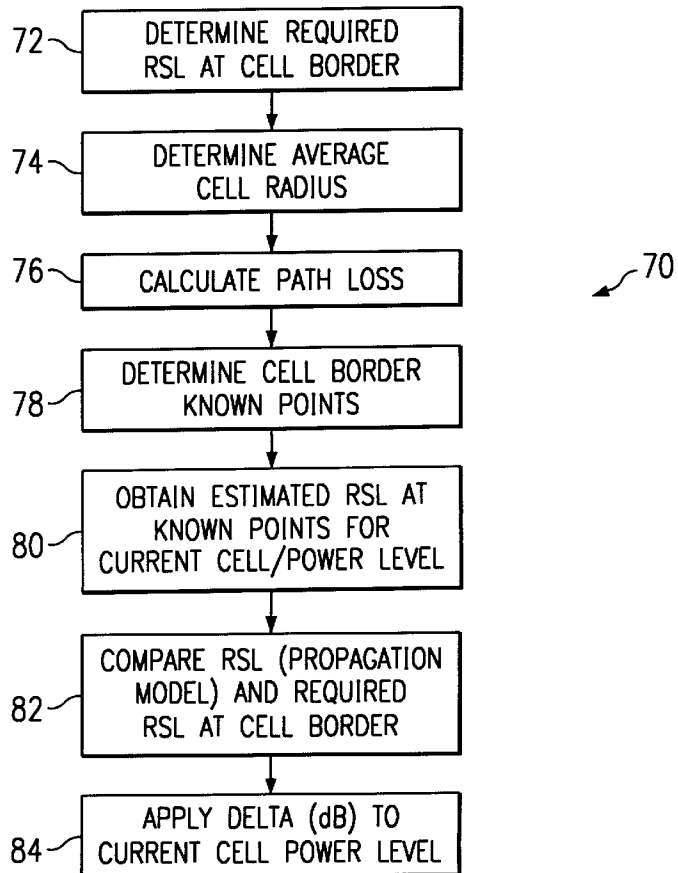 72
DETERMINE REQUIRED
RSL AT CELL BORDER
74
DETERMINE AVERAGE
CELL RADIUS
76
CALCULATE PATH LOSS
70
78
DETERMINE CELL BORDER
KNOWN POINTS
80
OBTAIN ESTIMATED RSL AT
KNOWN POINTS FOR
CURRENT CELL/POWER LEVEL
82
COMPARE RSL (PROPAGATION
MODEL) AND REQUIRED
RSL AT CELL BORDER
84
APPLY DELTA (dB) TO
CURRENT CELL POWER LEVEL